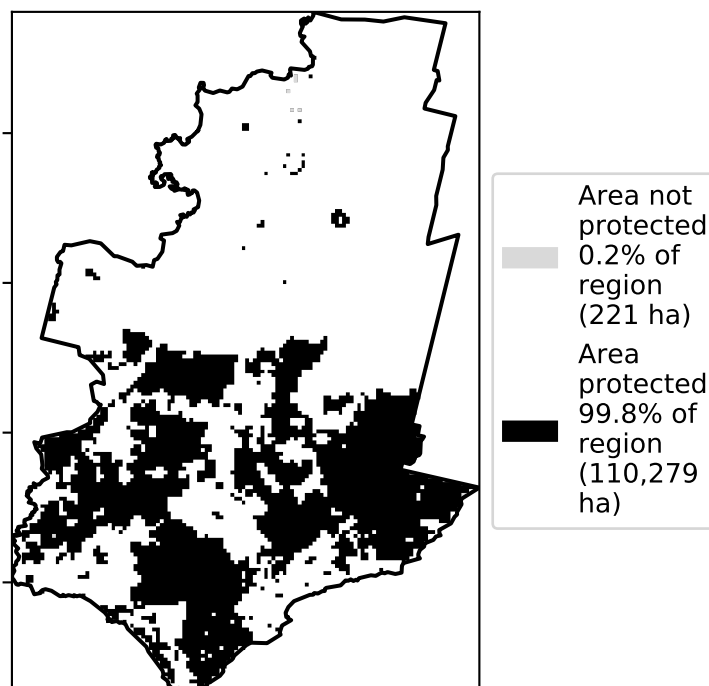 Area not
protected
0.2% of
region
(221 ha)
Area
protected
99.8% of
region
(110,279
ha)